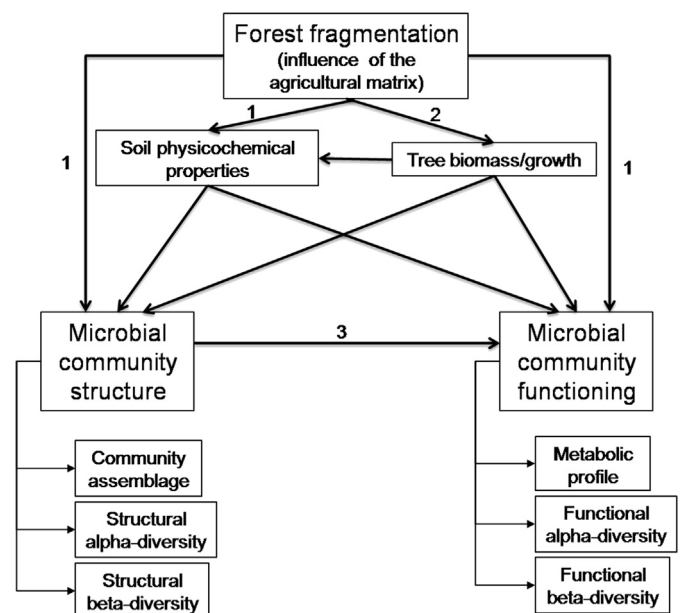 Forest fragmentation
(influence of the
agricultural matrix)
1
2
Soil physicochemical
properties
Tree biomass/growth
1
1
Microbial
community
structure
3
Microbial
community
functioning
Community
assemblage
Structural
alpha-diversity
Structural
beta-diversity
Metabolic
profile
Functional
alpha-diversity
Functional
beta-diversity